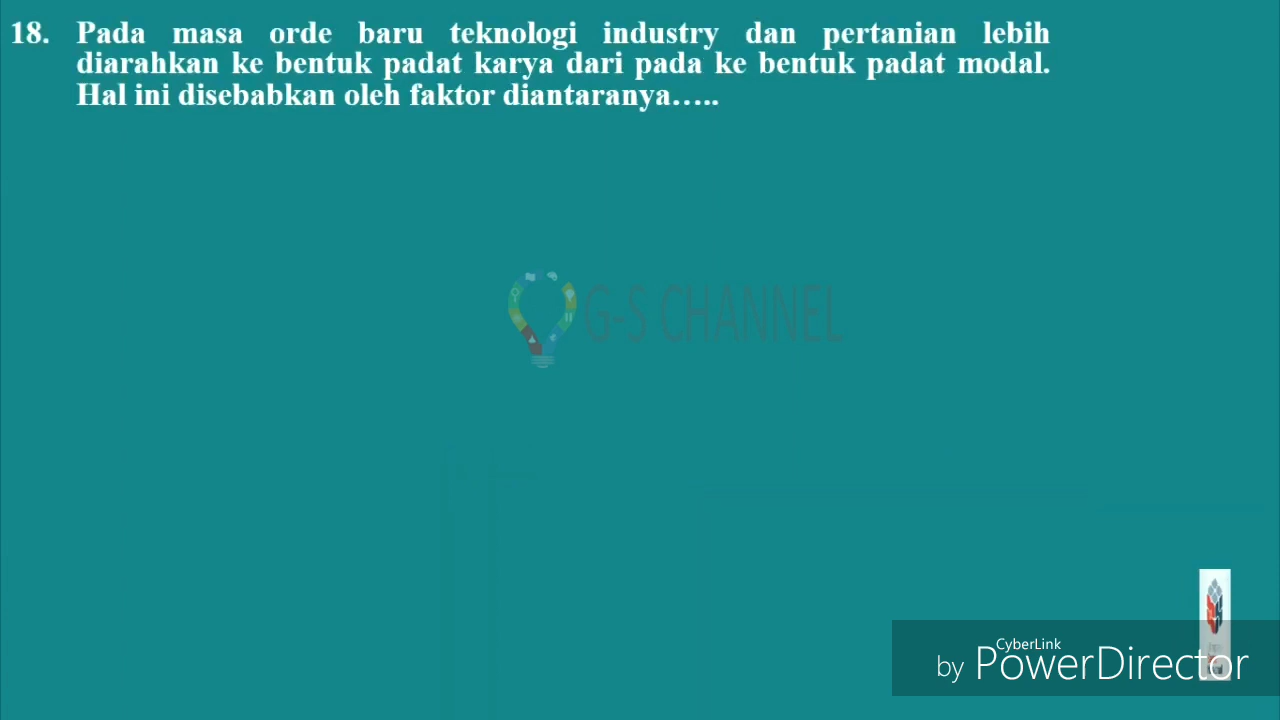 18. Pada masa orde baru teknologi industry dan pertanian lebih
diarahkan ke bentuk padat karya dari pada ke bentuk padat modal.
Hal ini disebabkan oleh faktor diantaranya…..
G-S CHANNEL
CyberLink
by PowerDirector